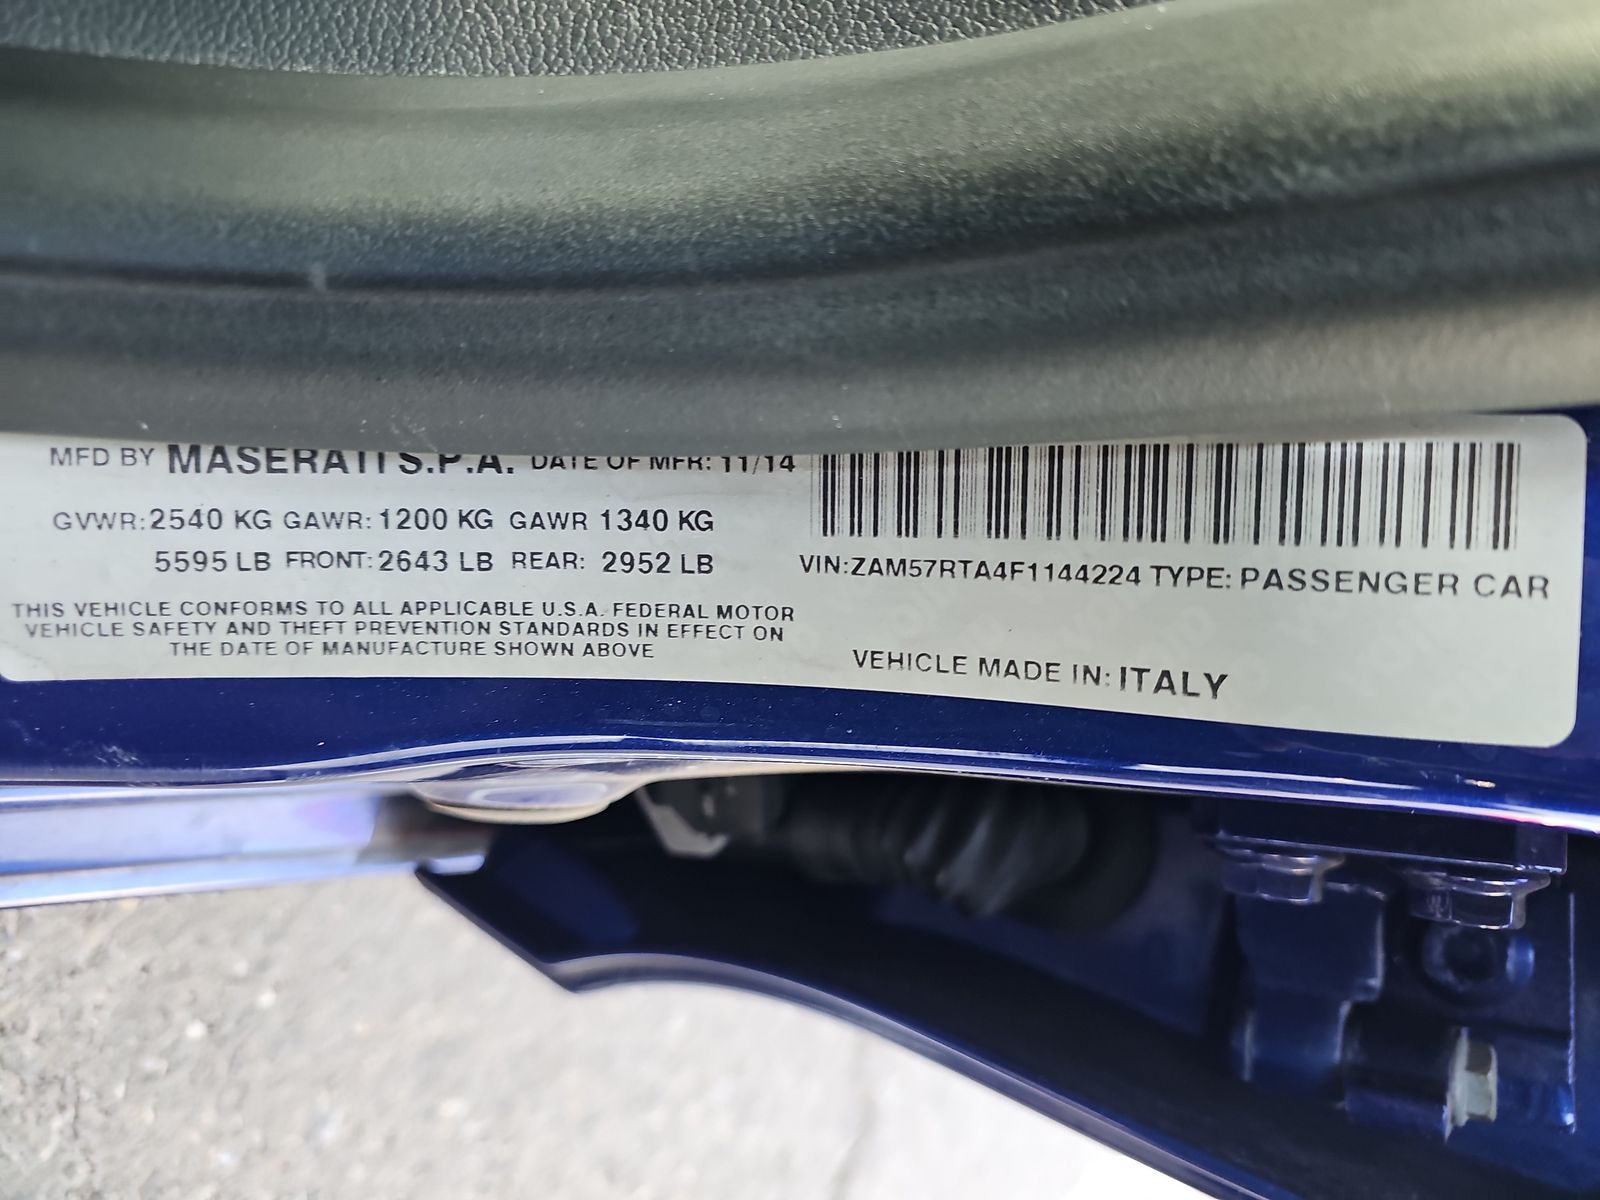 MFD BY MASERATI S.P.A. DATE OF MFR: 11/14
GVWR: 2540 KG GAWR: 1200 KG GAWR 1340 KG
5595 LB FRONT: 2643 LB REAR: 2952 LB
THIS VEHICLE CONFORMS TO ALL APPLICABLE U.S.A. FEDERAL MOTOR
VEHICLE SAFETY AND THEFT PREVENTION STANDARDS IN EFFECT ON
THE DATE OF MANUFACTURE SHOWN ABOVE
VIN:ZAM57RTA4F1144224 TYPE: PASSENGER CAR
VEHICLE MADE IN: ITALY